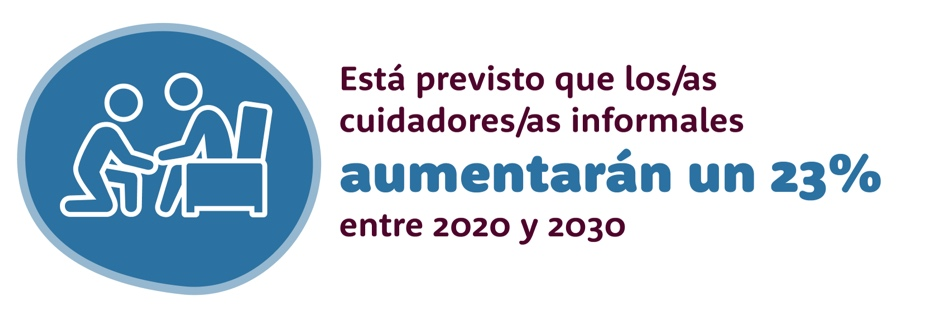 Está previsto que los/as
cuidadores/as informales
aumentarán un 23%
entre 2020 y 2030